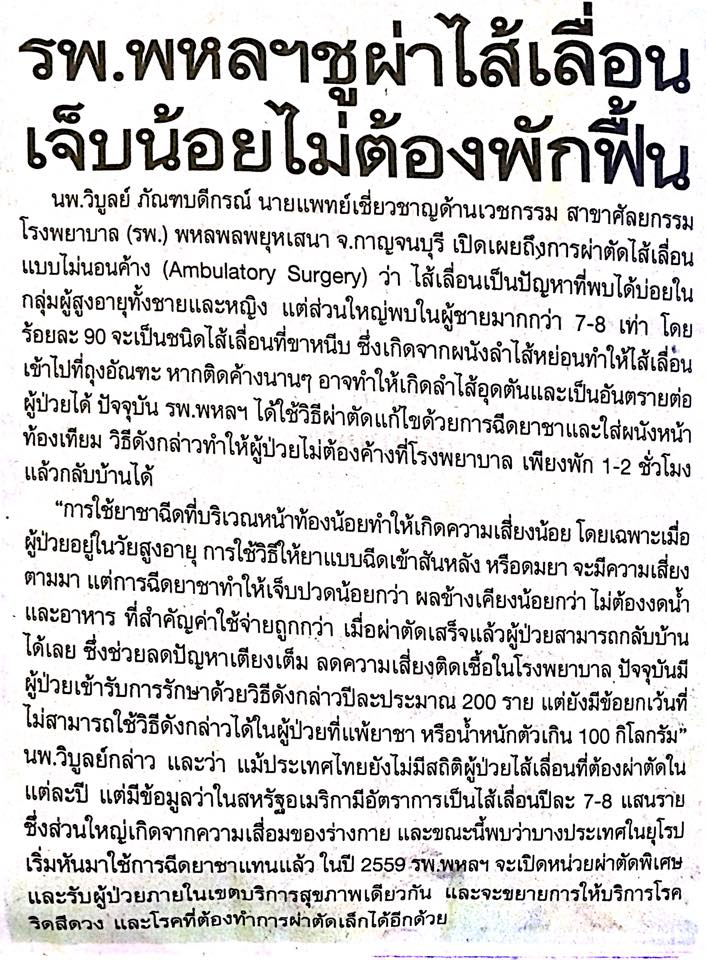 รพ.พหลฯชูผ่าไส้เลื่อน
เจ็บน้อยไม่ต้องพักฟื้น
นพ.วิบูลย์ ภัณฑบดีกรณ์ นายแพทย์เชี่ยวชาญด้านเวชกรรม สาขาศัลยกรรม
โรงพยาบาล (รพ.) พหลพลพยุหเสนา จ.กาญจนบุรี เปิดเผยถึงการผ่าตัดไส้เลื่อน
แบบไม่นอนค้าง (Ambulatory Surgery) ว่า ไส้เลื่อนเป็นปัญหาที่พบได้บ่อยใน
กลุ่มผู้สูงอายุทั้งชายและหญิง แต่ส่วนใหญ่พบในผู้ชายมากกว่า 7-8 เท่า โดย
ร้อยละ 90 จะเป็นชนิดไส้เลื่อนที่ขาหนีบ ซึ่งเกิดจากผนังลำไส้หย่อนทำให้ไส้เลื่อน
เข้าไปที่ถุงอัณฑะ หากติดค้างนานๆ อาจทำให้เกิดลำไส้อุดตันและเป็นอันตรายต่อ
ผู้ป่วยได้ ปัจจุบัน รพ.พหลฯ ได้ใช้วิธีผ่าตัดแก้ไขด้วยการฉีดยาชาและใส่ผนังหน้า
ท้องเทียม วิธีดังกล่าวทำให้ผู้ป่วยไม่ต้องค้างที่โรงพยาบาล เพียงพัก 1-2 ชั่วโมง
แล้วกลับบ้านได้
“การใช้ยาชาฉีดที่บริเวณหน้าท้องน้อยทำให้เกิดความเสี่ยงน้อย โดยเฉพาะเมื่อ
ผู้ป่วยอยู่ในวัยสูงอายุ การใช้วิธีให้ยาแบบฉีดเข้าสันหลัง หรือดมยา จะมีความเสี่ยง
ตามมา แต่การฉีดยาชาทำให้เจ็บปวดน้อยกว่า ผลข้างเคียงน้อยกว่า ไม่ต้องงดน้ำ
และอาหาร ที่สำคัญค่าใช้จ่ายถูกกว่า เมื่อผ่าตัดเสร็จแล้วผู้ป่วยสามารถกลับบ้าน
ได้เลย ซึ่งช่วยลดปัญหาเตียงเต็ม ลดความเสี่ยงติดเชื้อในโรงพยาบาล ปัจจุบันมี
ผู้ป่วยเข้ารับการรักษาด้วยวิธีดังกล่าวปีละประมาณ 200 ราย แต่ยังมีข้อยกเว้นที่
ไม่สามารถใช้วิธีดังกล่าวได้ในผู้ป่วยที่แพ้ยาชา หรือน้ำหนักตัวเกิน 100 กิโลกรัม”
นพ.วิบูลย์กล่าว และว่า แม้ประเทศไทยยังไม่มีสถิติผู้ป่วยไส้เลื่อนที่ต้องผ่าตัดใน
แต่ละปี แต่มีข้อมูลว่าในสหรัฐอเมริกามีอัตราการเป็นไส้เลื่อนปีละ 7-8 แสนราย
ซึ่งส่วนใหญ่เกิดจากความเสื่อมของร่างกาย และขณะนี้พบว่าบางประเทศในยุโรป
เริ่มหันมาใช้การฉีดยาชาแทนแล้ว ในปี 2559 รพ.พหลฯ จะเปิดหน่วยผ่าตัดพิเศษ
และรับผู้ป่วยภายในเขตบริการสุขภาพเดียวกัน และจะขยายการให้บริการโรค
ริดสีดวง และโรคที่ต้องทำการผ่าตัดเล็กได้อีกด้วย